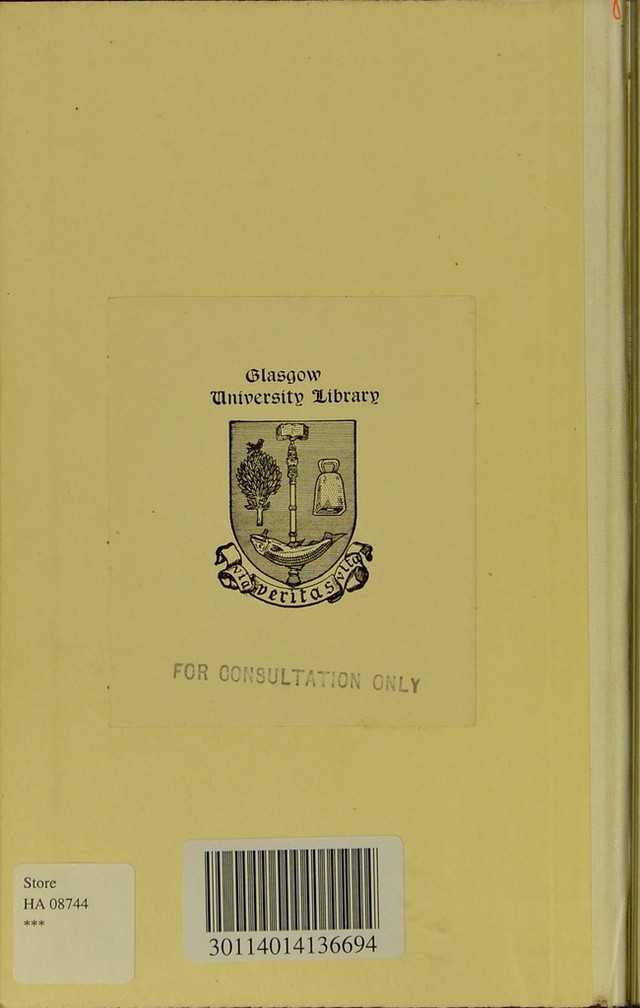 Glasgow
University Library
via veritas vita
FOR CONSULTATION ONLY
Store
HA 08744
***
30114014136694